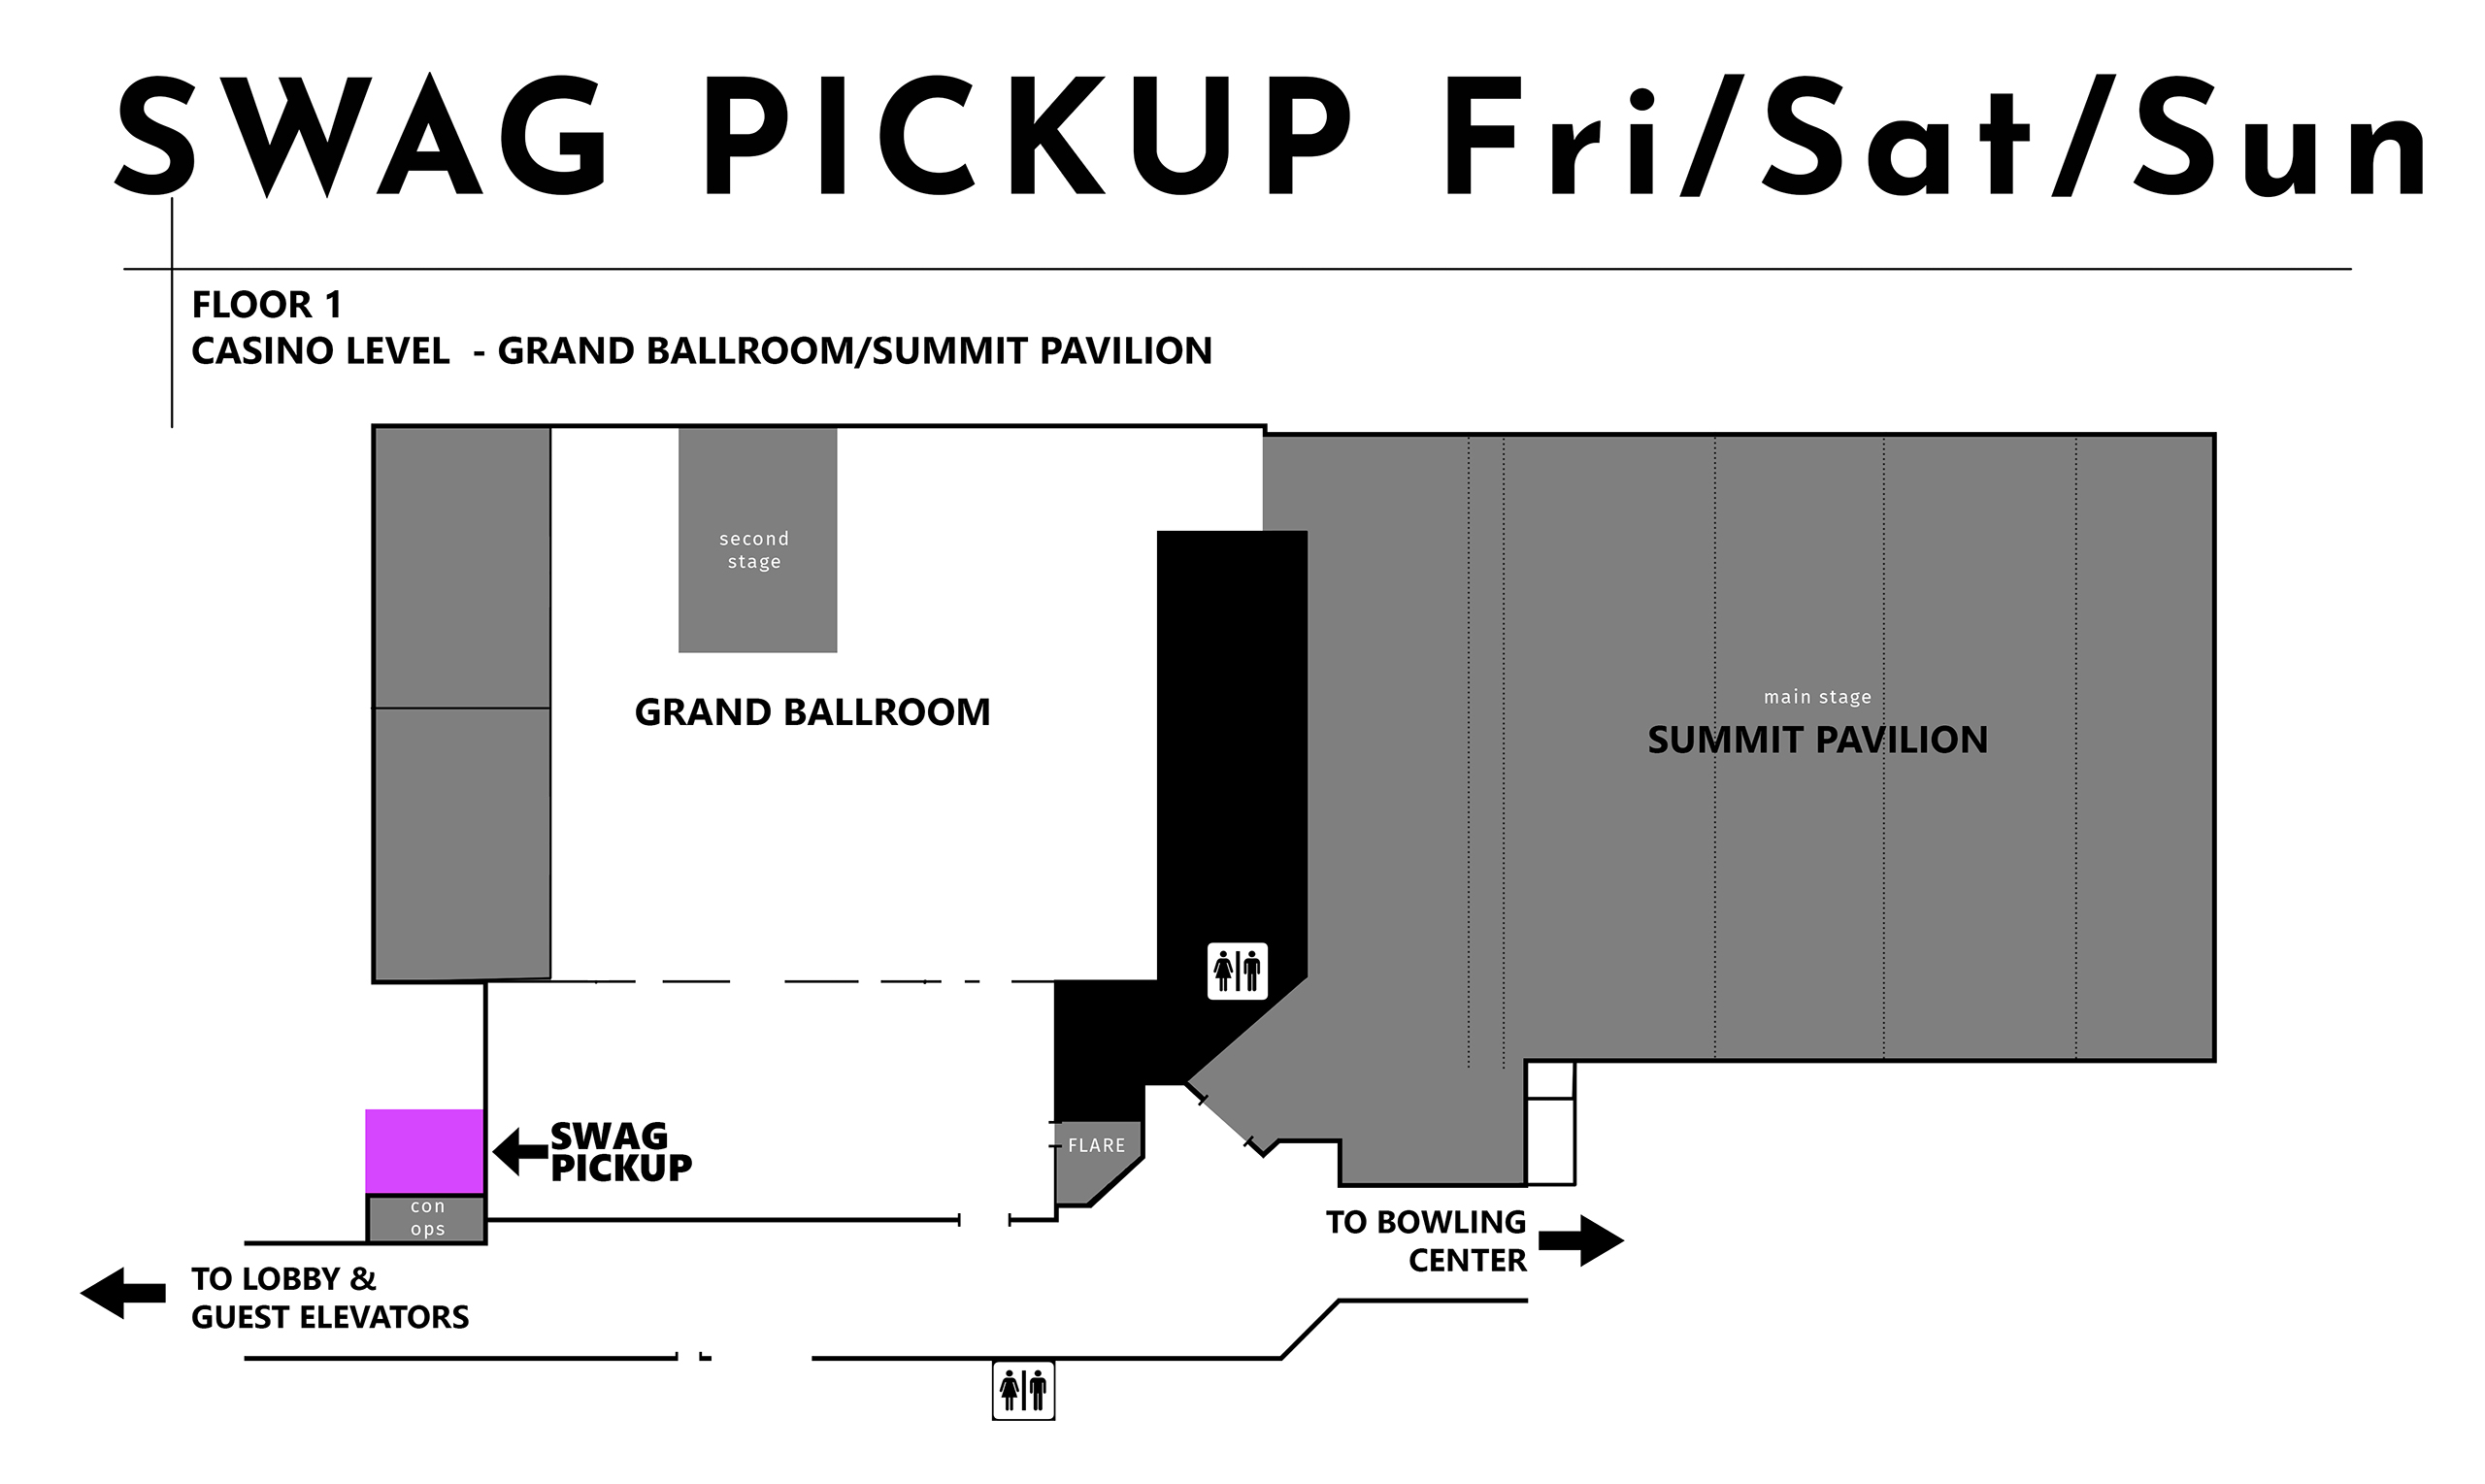 SWAG PICKUP Fri/Sat/Sun
FLOOR 1
CASINO LEVEL - GRAND BALLROOM/SUMMIT PAVILION
second
stage
GRAND BALLROOM
main stage
SUMMIT PAVILION
SWAG
PICKUP
FLARE
con
ops
TO BOWLING
CENTER
TO LOBBY &
GUEST ELEVATORS